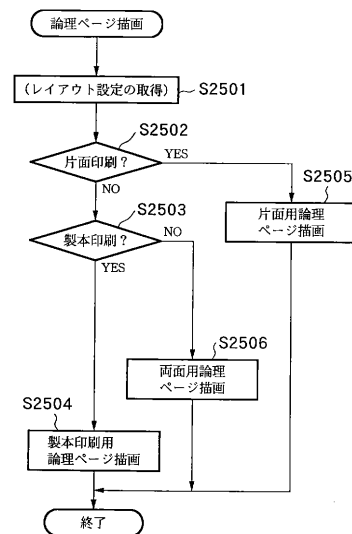 論理ページ描画
(レイアウト設定の取得)
S2501
S2502
片面印刷?
YES
NO
S2505
片面用論理
ページ描画
S2503
製本印刷?
NO
YES
S2506
両面用論理
ページ描画
S2504
製本印刷用
論理ページ描画
終了